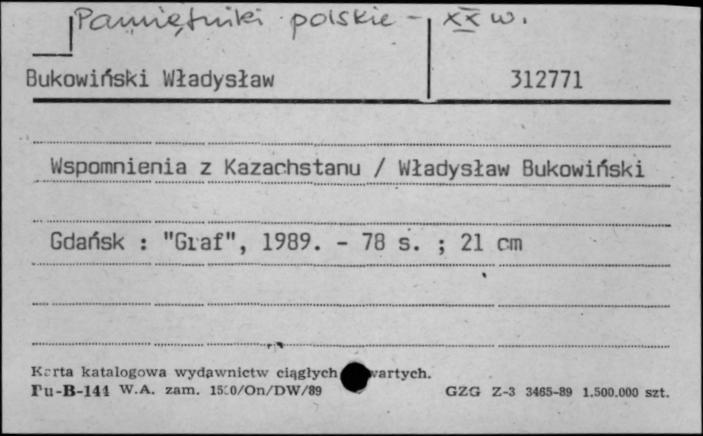 Pamiętniki polskie - XX w.
Bukowiński Władysław 312771
Wspomnienia z Kazachstanu / Władysław Bukowiński
Gdańsk : "Graf", 1989. - 78 s. ; 21 cm
Karta katalogowa wydawnictw ciągłych wartych.
Pu-B-144 W.A. zam. /On/DW/89 GZG Z-3 3465-89 1.500.000 szt.